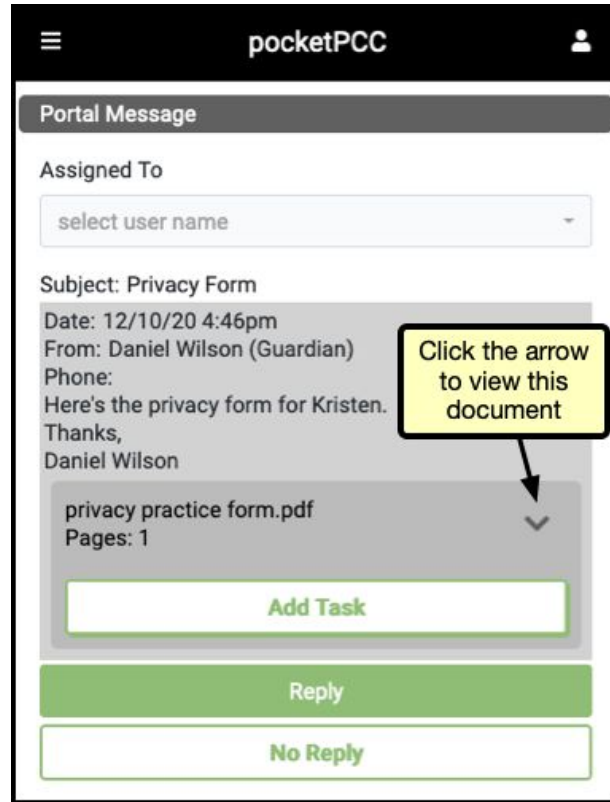 pocketPCC
Portal Message
Assigned To
select user name
Subject: Privacy Form
Date: 12/10/20 4:46pm
From: Daniel Wilson (Guardian)
Phone:
Here's the privacy form for Kristen.
Thanks,
Daniel Wilson
Click the arrow
to view this
document
privacy practice form.pdf
Pages: 1
Add Task
Reply
No Reply